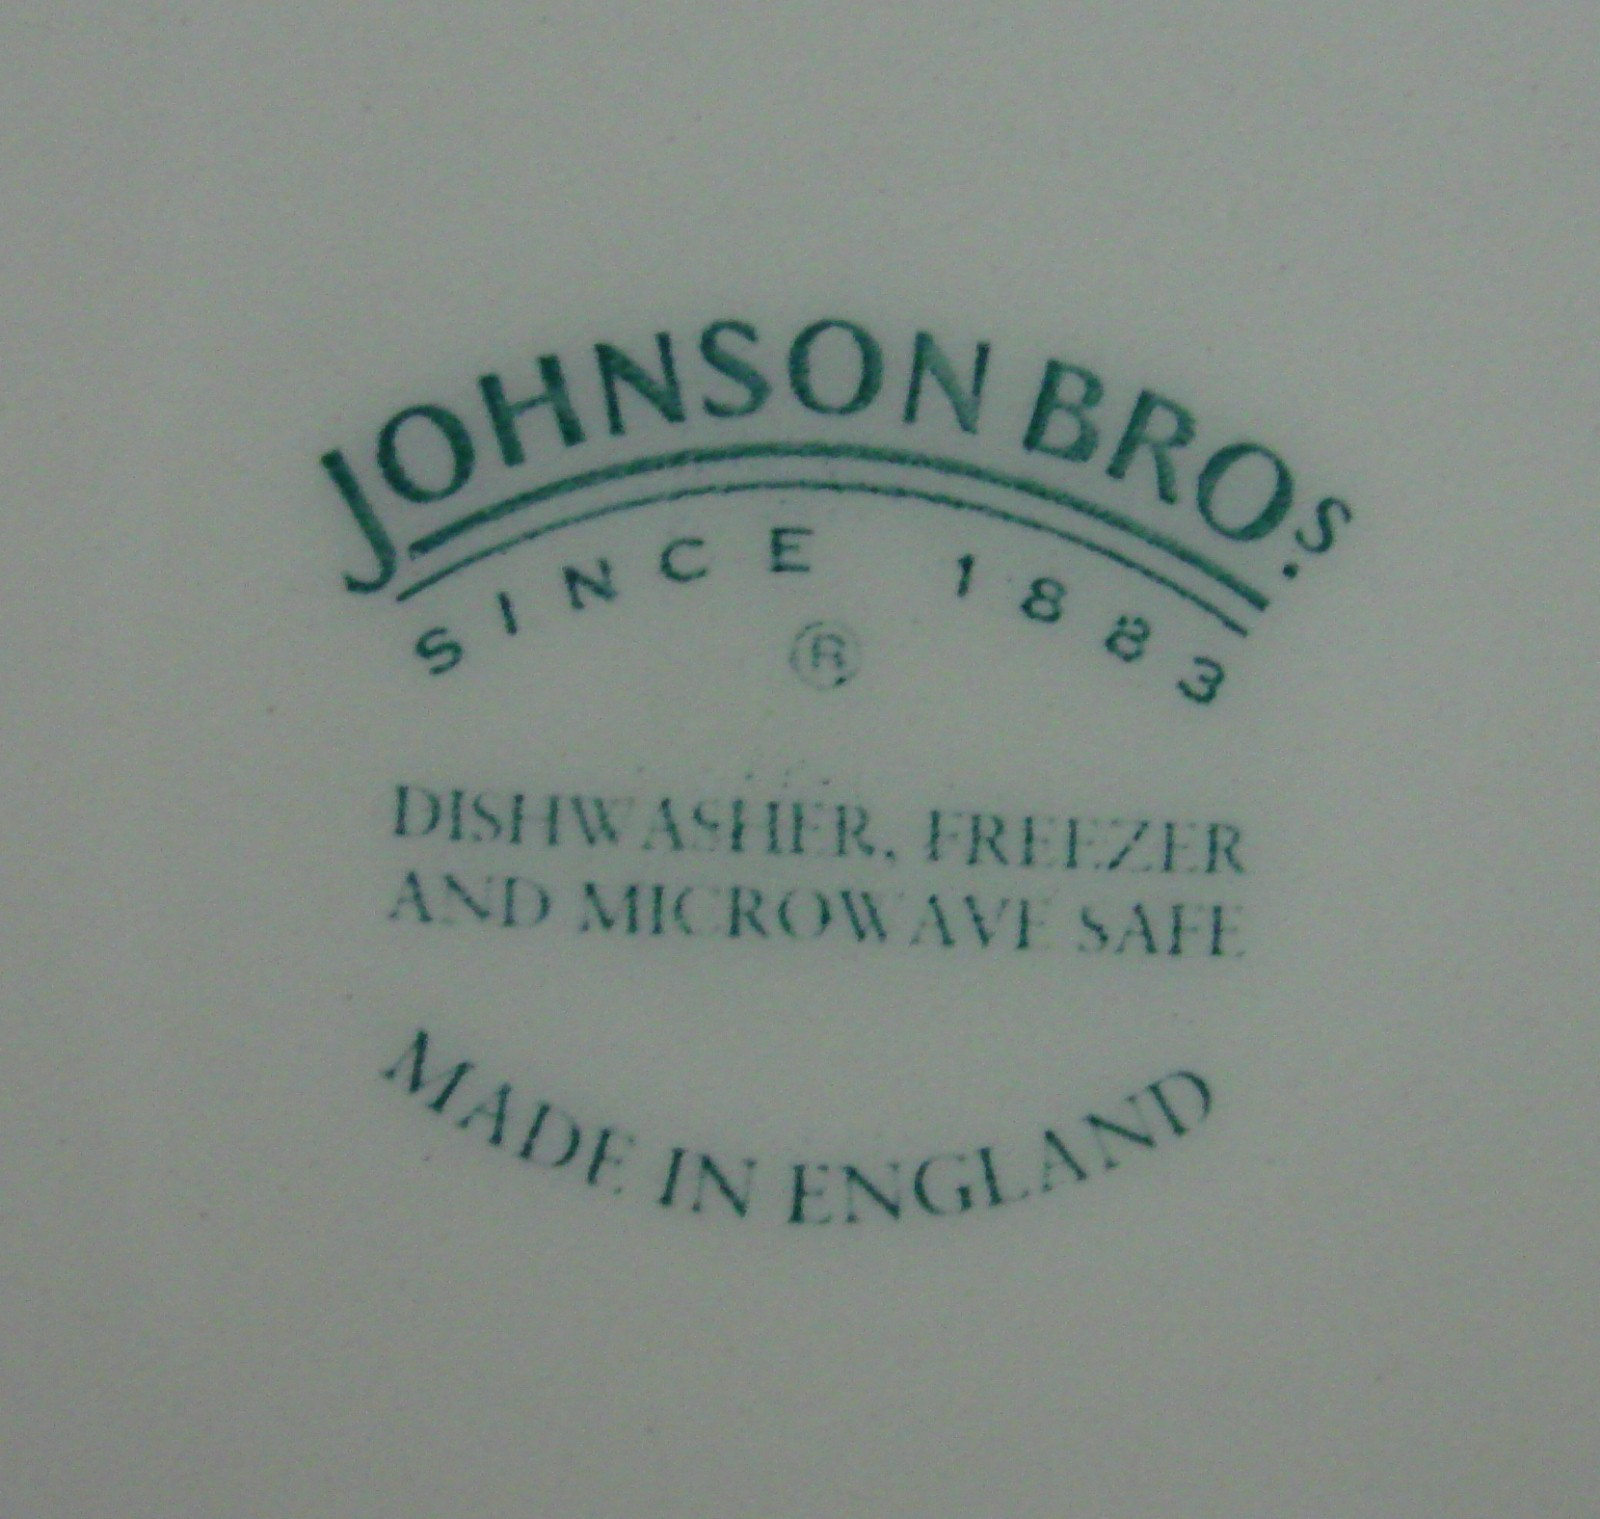 JOHNSON BROS.
SINCE 1883
®
DISHWASHER, FREEZER
AND MICROWAVE SAFE
MADE IN ENGLAND